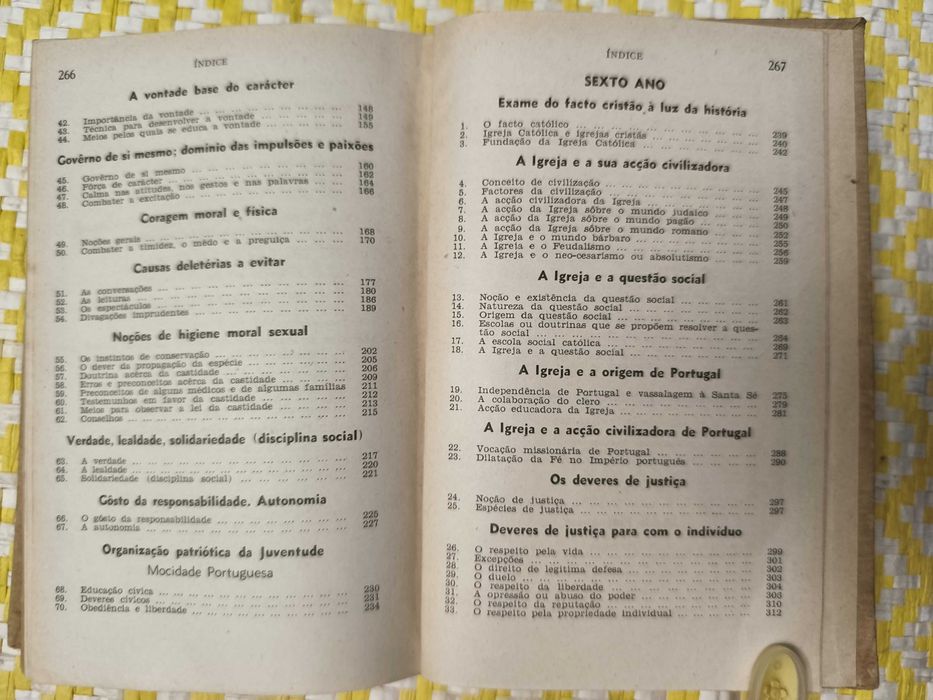 266
ÍNDICE
A vontade base do carácter
42. Importância da vontade ... ... ... ... ... ... ... ... 148
43. Técnica para desenvolver a vontade ... ... ... ... ... 149
44. Meios pelos quais se educa a vontade ... ... ... ... 155
Govêrno de si mesmo; domínio das impulsões e paixões
45. Govêrno de si mesmo ... ... ... ... ... ... ... ... 160
46. Fôrça de carácter ... ... ... ... ... ... ... ... 162
47. Calma nas atitudes, nos gestos e nas palavras ... ... ... 164
48. Combater a excitação ... ... ... ... ... ... ... ... 166
Coragem moral e física
49. Noções gerais ... ... ... ... ... ... ... ... ... 168
50. Combater a timidez, o mêdo e a preguiça ... ... ... ... 170
Causas deletérias a evitar
51. As conversações ... ... ... ... ... ... ... ... ... 177
52. As leituras ... ... ... ... ... ... ... ... ... 180
53. Os espectáculos ... ... ... ... ... ... ... ... ... 186
54. Divagações imprudentes ... ... ... ... ... ... ... ... 189
Noções de higiene moral sexual
55. Os instintos de conservação ... ... ... ... ... ... ... 202
56. O dever da propagação da espécie ... ... ... ... ... 205
57. Doutrina acêrca da castidade ... ... ... ... ... ... 206
58. Erros e preconceitos acêrca da castidade ... ... ... ... 209
59. Preconceitos de alguns médicos e de algumas famílias 211
60. Testemunhos em favor da castidade ... ... ... ... ... 212
61. Meios para observar a lei da castidade ... ... ... ... 213
62. Conselhos ... ... ... ... ... ... ... ... ... ... 215
Verdade, lealdade, solidariedade (disciplina social)
63. A verdade ... ... ... ... ... ... ... ... ... ... 217
64. A lealdade ... ... ... ... ... ... ... ... ... ... 220
65. Solidariedade (disciplina social) ... ... ... ... ... ... 221
Gôsto da responsabilidade. Autonomia
66. O gôsto da responsabilidade ... ... ... ... ... ... ... 225
67. A autonomia ... ... ... ... ... ... ... ... ... ... 227
Organização patriótica da Juventude
Mocidade Portuguesa
68. Educação cívica ... ... ... ... ... ... ... ... ... 230
69. Deveres cívicos ... ... ... ... ... ... ... ... ... 231
70. Obediência e liberdade ... ... ... ... ... ... ... ... 234
ÍNDICE
267
SEXTO ANO
Exame do facto cristão à luz da história
1. O facto católico ... ... ... ... ... ... ... ... ... 239
2. Igreja Católica e igrejas cristãs ... ... ... ... ... ... 240
3. Fundação da Igreja Católica ... ... ... ... ... ... 242
A Igreja e a sua acção civilizadora
4. Conceito de civilização ... ... ... ... ... ... ... ... 245
5. Factores da civilização ... ... ... ... ... ... ... ... 247
6. A acção civilizadora da Igreja ... ... ... ... ... ... 248
7. A acção da Igreja sôbre o mundo judaico ... ... ... ... 249
8. A acção da Igreja sôbre o mundo pagão ... ... ... ... 250
9. A acção da Igreja sôbre o mundo romano ... ... ... ... 252
10. A Igreja e o mundo bárbaro ... ... ... ... ... ... ... 255
11. A Igreja e o Feudalismo ... ... ... ... ... ... ... 256
12. A Igreja e o neo-cesarismo ou absolutismo ... ... ... ... 259
A Igreja e a questão social
13. Noção e existência da questão social ... ... ... ... ... 261
14. Natureza da questão social ... ... ... ... ... ... ... 262
15. Origem da questão social ... ... ... ... ... ... ... 263
16. Escolas ou doutrinas que se propõem resolver a ques-
tão social ... ... ... ... ... ... ... ... ... ... 264
17. A escola social católica ... ... ... ... ... ... ... ... 269
18. A Igreja e a questão social ... ... ... ... ... ... ... 271
A Igreja e a origem de Portugal
19. Independência de Portugal e vassalagem à Santa Sé 275
20. A colaboração do clero ... ... ... ... ... ... ... ... 279
21. Acção educadora da Igreja ... ... ... ... ... ... ... 281
A Igreja e a acção civilizadora de Portugal
22. Vocação missionária de Portugal ... ... ... ... ... ... 288
23. Dilatação da Fé no Império português ... ... ... ... ... 290
Os deveres de justiça
24. Noção de justiça ... ... ... ... ... ... ... ... ... 297
25. Espécies de justiça ... ... ... ... ... ... ... ... ... 297
Deveres de justiça para com o indivíduo
26. O respeito pela vida ... ... ... ... ... ... ... ... 299
27. Excepções ... ... ... ... ... ... ... ... ... ... 301
28. O direito de legítima defesa ... ... ... ... ... ... ... 302
29. O duelo ... ... ... ... ... ... ... ... ... ... 303
30. O respeito da liberdade ... ... ... ... ... ... ... ... 304
31. A opressão ou abuso do poder ... ... ... ... ... ... 308
32. O respeito da reputação ... ... ... ... ... ... ... ... 310
33. O respeito pela propriedade individual ... ... ... ... ... 312